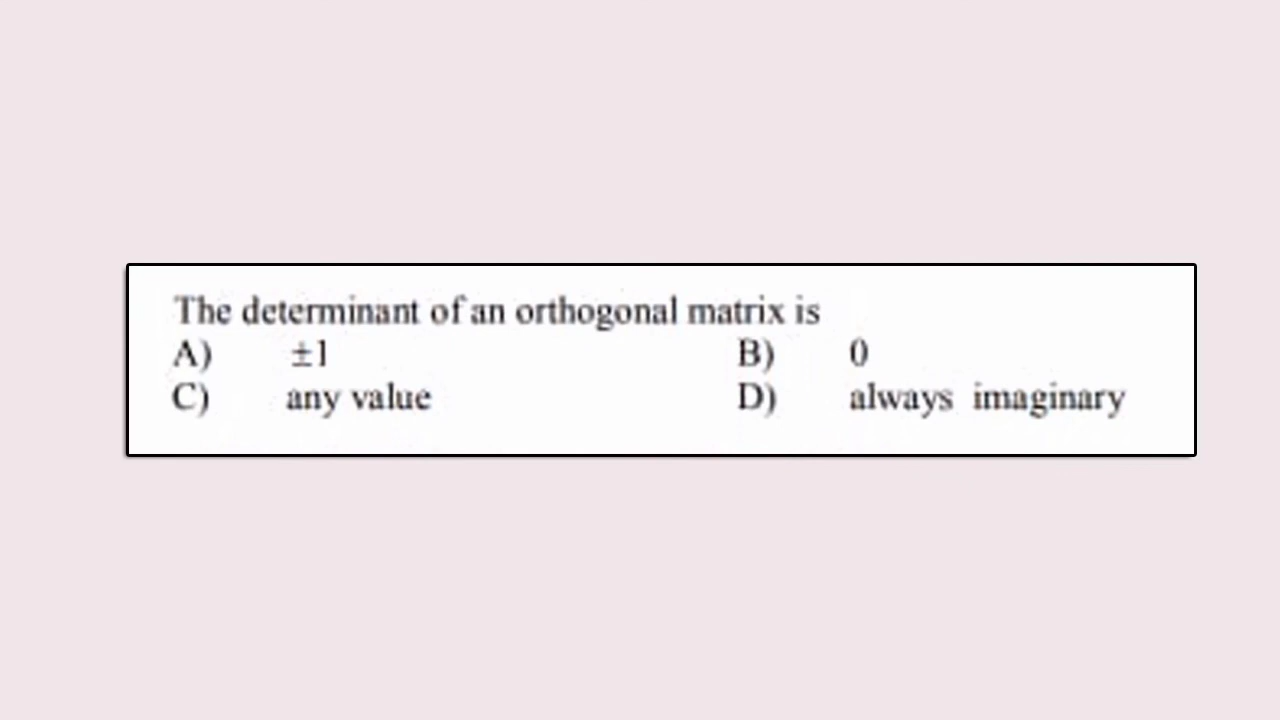 The determinant of an orthogonal matrix is
A) ±1 B) 0
C) any value D) always imaginary